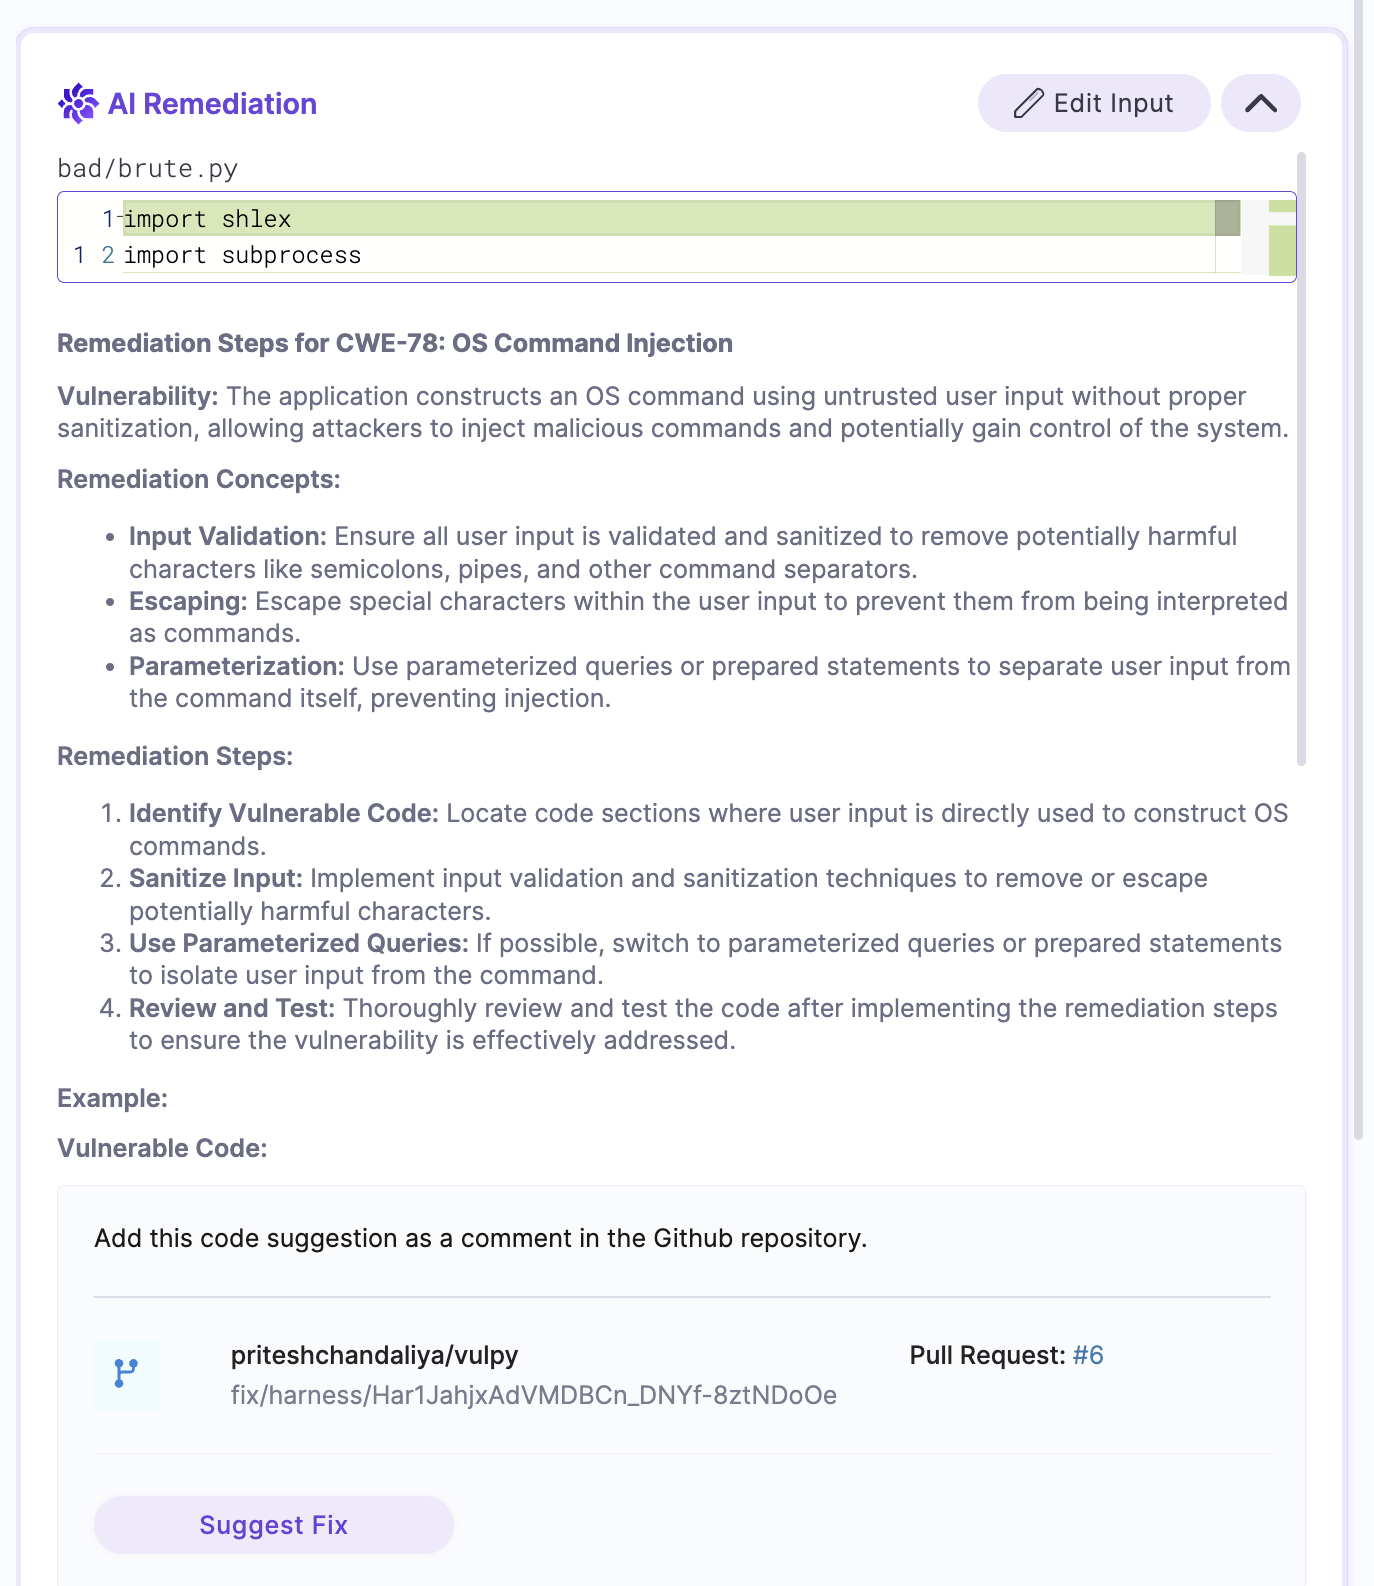 AI Remediation
Edit Input
bad/brute.py
1 import shlex
1 2 import subprocess
Remediation Steps for CWE-78: OS Command Injection
Vulnerability: The application constructs an OS command using untrusted user input without proper
sanitization, allowing attackers to inject malicious commands and potentially gain control of the system.
Remediation Concepts:
• Input Validation: Ensure all user input is validated and sanitized to remove potentially harmful
characters like semicolons, pipes, and other command separators.
• Escaping: Escape special characters within the user input to prevent them from being interpreted
as commands.
• Parameterization: Use parameterized queries or prepared statements to separate user input from
the command itself, preventing injection.
Remediation Steps:
1. Identify Vulnerable Code: Locate code sections where user input is directly used to construct OS
commands.
2. Sanitize Input: Implement input validation and sanitization techniques to remove or escape
potentially harmful characters.
3. Use Parameterized Queries: If possible, switch to parameterized queries or prepared statements
to isolate user input from the command.
4. Review and Test: Thoroughly review and test the code after implementing the remediation steps
to ensure the vulnerability is effectively addressed.
Example:
Vulnerable Code:
Add this code suggestion as a comment in the Github repository.
priteshchandaliya/vulpy
Pull Request: #6
fix/harness/Har1JahjxAdVMDBCn_DNYf-8ztNDoOe
Suggest Fix